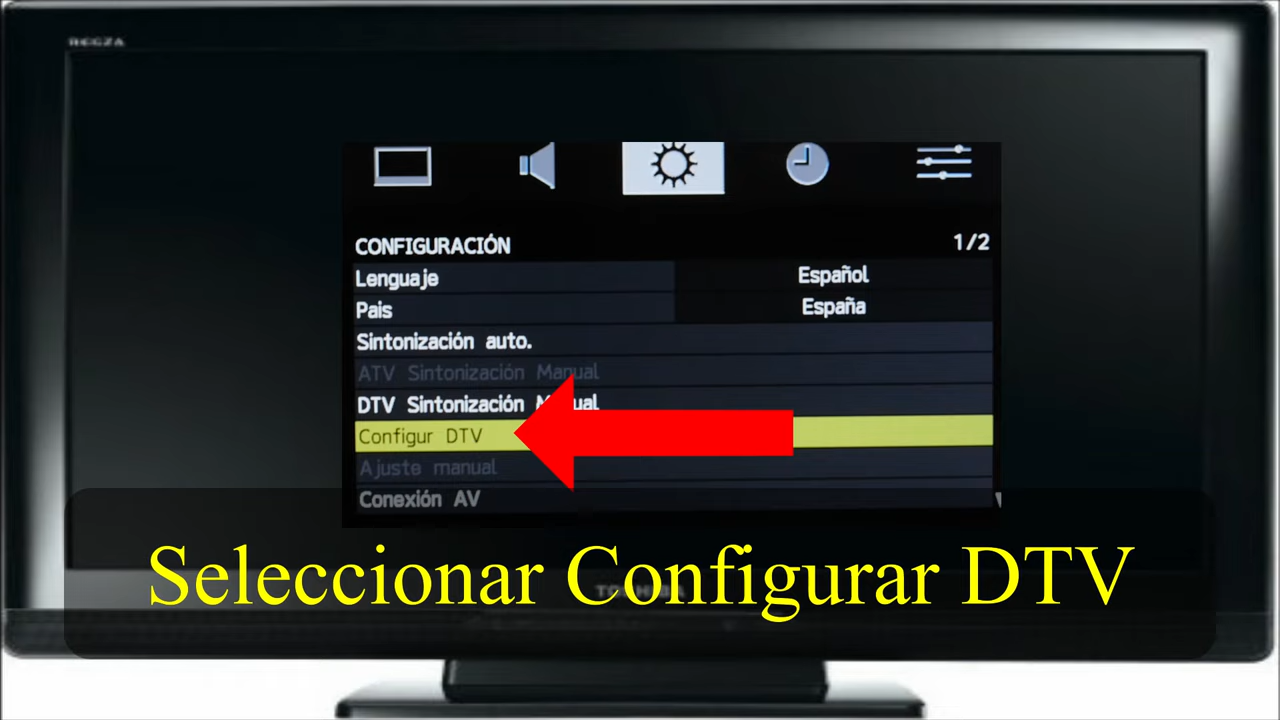 REGZA
CONFIGURACIÓN 1/2
Lenguaje Español
Pais España
Sintonización auto.
ATV Sintonización Manual
DTV Sintonización Manual
Configur DTV
Ajuste manual
Conexión AV
Seleccionar Configurar DTV
TOSHIBA